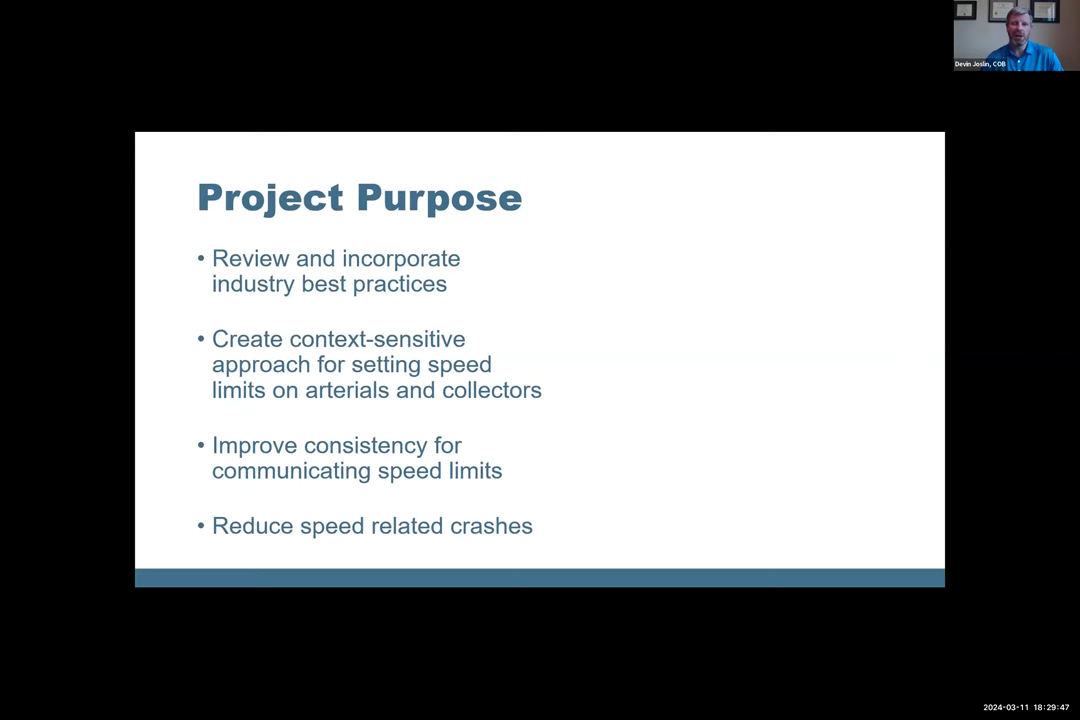 Devin Joslin, COB
Project Purpose
• Review and incorporate
industry best practices
• Create context-sensitive
approach for setting speed
limits on arterials and collectors
• Improve consistency for
communicating speed limits
• Reduce speed related crashes
2024-03-11 18:29:47